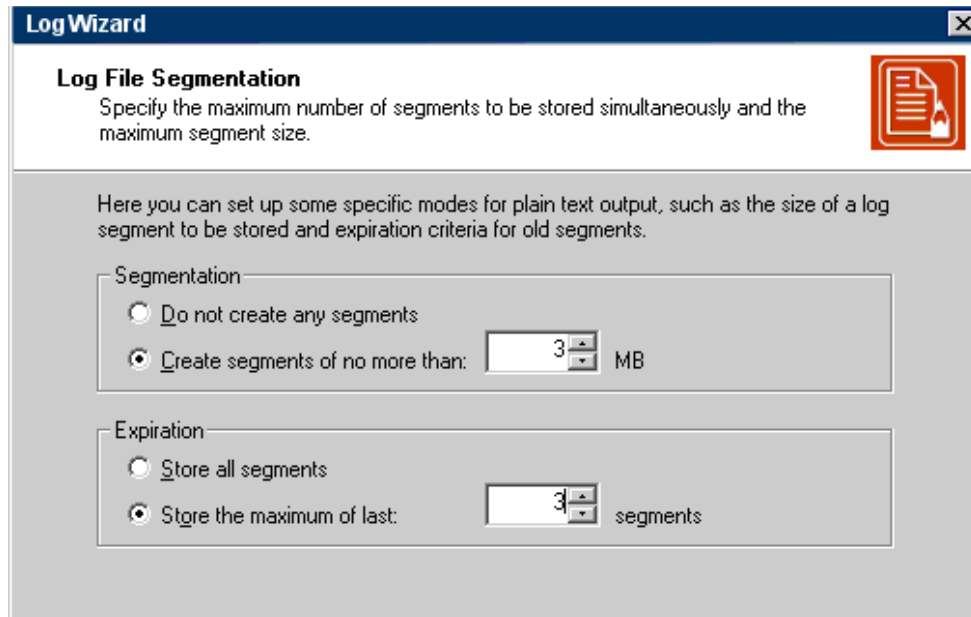 Log Wizard
Log File Segmentation
Specify the maximum number of segments to be stored simultaneously and the
maximum segment size.
Here you can set up some specific modes for plain text output, such as the size of a log
segment to be stored and expiration criteria for old segments.
Segmentation
Do not create any segments
Create segments of no more than: 3 MB
Expiration
Store all segments
Store the maximum of last: 3 segments